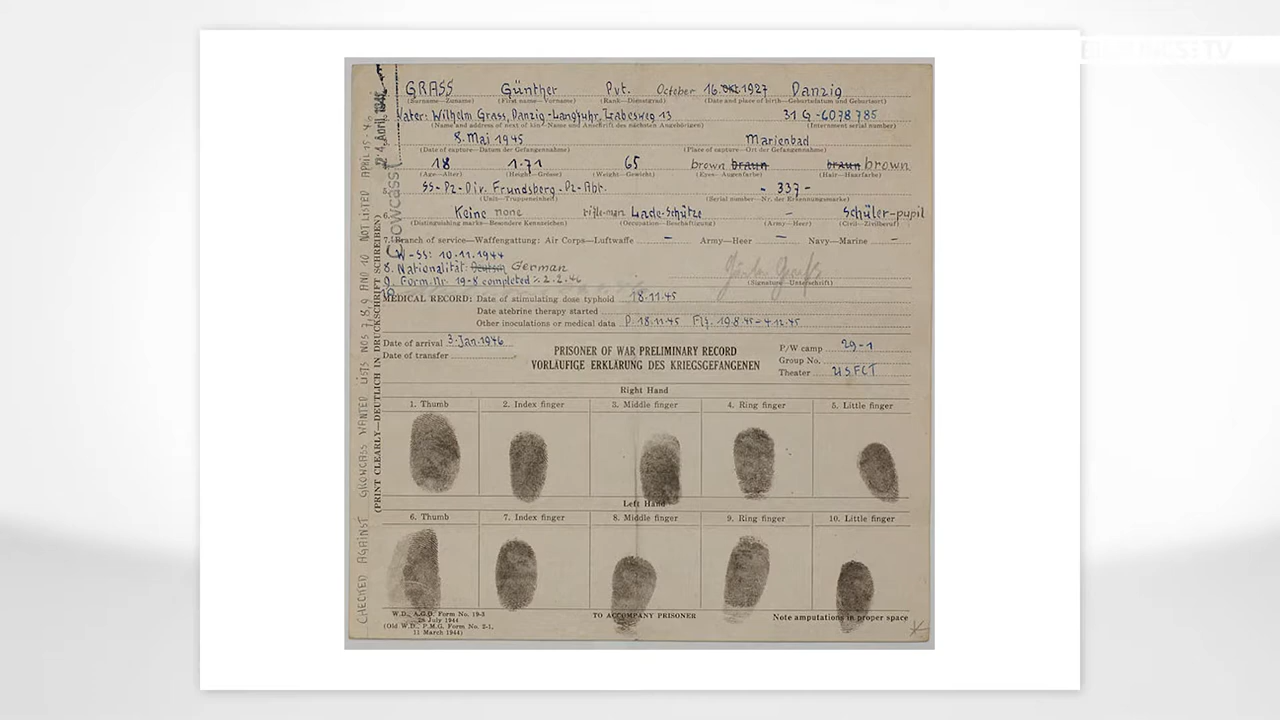 GRASS Günther Pvt. October 16. Okt. 1927 Danzig
(Surname—Zuname) (First name—Vorname) (Rank—Dienstgrad) (Date and place of birth—Geburtsdatum und Geburtsort)
Vater: Wilhelm Grass, Danzig-Langfuhr, Labesweg 13 31 G -6078785
(Name and address of next of kin—Name und Anschrift des nächsten Angehörigen) (Internment serial number)
8. Mai 1945 Marienbad
(Date of capture—Datum der Gefangennahme) (Place of capture—Ort der Gefangennahme)
18 1.71 65 brown braun braun brown
(Age—Alter) (Height—Grösse) (Weight—Gewicht) (Eyes—Augenfarbe) (Hair—Haarfarbe)
SS-Pz-Div. Frundsberg-Pz-Abt. - 337 -
(Unit—Truppeneinheit) (Serial number—Nr. der Erkennungsmarke)
6. Keine none rifle-man Lade-Schütze – Schüler-pupil
(Distinguishing marks—Besondere Kennzeichen) (Occupation—Beschäftigung) (Army—Heer) (Civil—Zivilberuf)
7. Branch of service—Waffengattung: Air Corps—Luftwaffe – Army—Heer – Navy—Marine –
W-SS: 10.11.1944
8. Nationalität: Deutsch German
9. Form. Nr. 19-8 completed: 2.2.46
(Signature—Unterschrift)
10.
MEDICAL RECORD: Date of stimulating dose typhoid 18.11.45
Date atebrine therapy started
Other inoculations or medical data P. 18.11.45 Flf. 19.8.45-4.12.45
Date of arrival 3.Jan.1946
Date of transfer
PRISONER OF WAR PRELIMINARY RECORD
VORLÄUFIGE ERKLÄRUNG DES KRIEGSGEFANGENEN
P/W camp 29-1
Group No.
Theater USFET
Right Hand
1. Thumb 2. Index finger 3. Middle finger 4. Ring finger 5. Little finger
Left Hand
6. Thumb 7. Index finger 8. Middle finger 9. Ring finger 10. Little finger
W.D., A.G.O. Form No. 19-3
26 July 1944
(Old W.D., P.M.G. Form No. 2-1,
11 March 1944)
TO ACCOMPANY PRISONER
Note amputations in proper space
(PRINT CLEARLY—DEUTLICH IN DRUCKSCHRIFT SCHREIBEN)
CHECKED AGAINST CROWCASS WANTED LISTS NOS 7, 8, 9 AND 10 NOT LISTED APRIL 15-46
Crowcass
April 1946